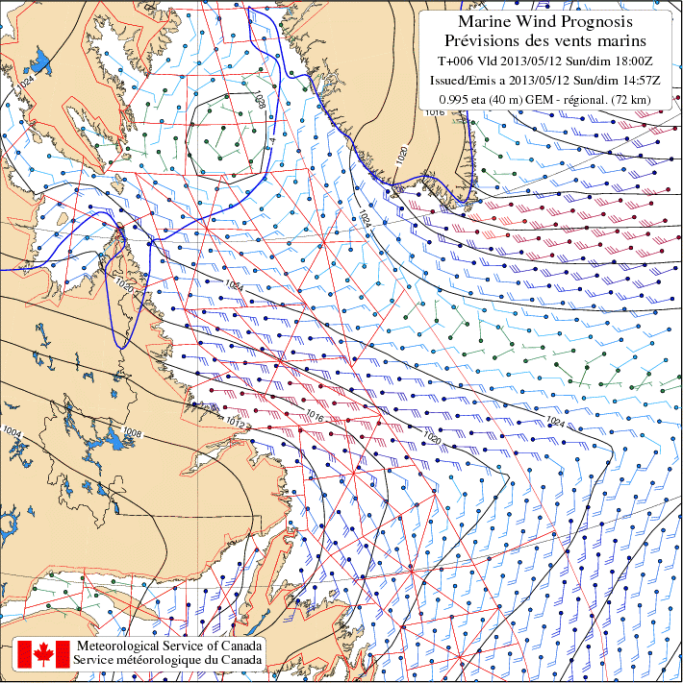 Marine Wind Prognosis
Prévisions des vents marins
T+006 Vld 2013/05/12 Sun/dim 18:00Z
Issued/Emis a 2013/05/12 Sun/dim 14:57Z
0.995 eta (40 m) GEM - régional. (72 km)
1024
1028
1016
1020
1024
1024
1020
1016
1012
1020
1024
1004
1008
Meteorological Service of Canada
Service météorologique du Canada